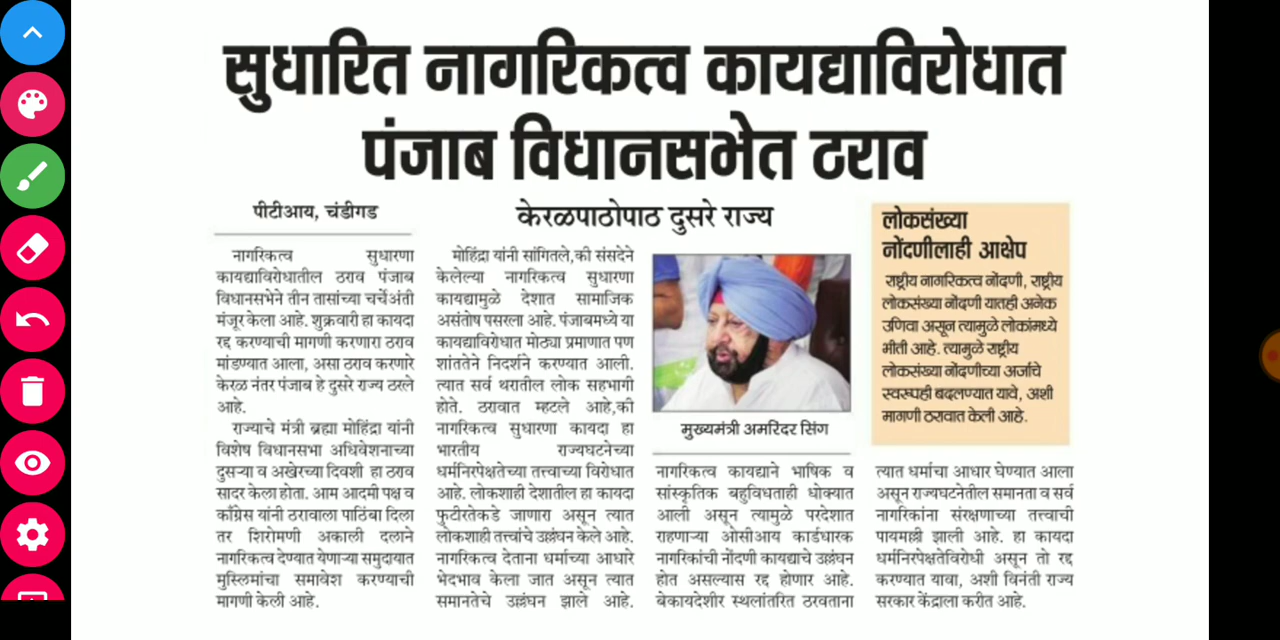 सुधारित नागरिकत्व कायद्याविरोधात
पंजाब विधानसभेत ठराव
पीटीआय, चंडीगड
केरळपाठोपाठ दुसरे राज्य
नागरिकत्व सुधारणा
कायद्याविरोधातील ठराव पंजाब
विधानसभेने तीन तासांच्या चर्चेअंती
मंजूर केला आहे. शुक्रवारी हा कायदा
रद्द करण्याची मागणी करणारा ठराव
मांडण्यात आला, असा ठराव करणारे
केरळ नंतर पंजाब हे दुसरे राज्य ठरले
आहे.
राज्याचे मंत्री ब्रह्मा मोहिंद्रा यांनी
विशेष विधानसभा अधिवेशनाच्या
दुसऱ्या व अखेरच्या दिवशी हा ठराव
सादर केला होता. आम आदमी पक्ष व
काँग्रेस यांनी ठरावाला पाठिंबा दिला
तर शिरोमणी अकाली दलाने
नागरिकत्व देण्यात येणाऱ्या समुदायात
मुस्लिमांचा समावेश करण्याची
मागणी केली आहे.
मोहिंद्रा यांनी सांगितले,की संसदेने
केलेल्या नागरिकत्व सुधारणा
कायद्यामुळे देशात सामाजिक
असंतोष पसरला आहे. पंजाबमध्ये या
कायद्याविरोधात मोठ्या प्रमाणात पण
शांततेने निदर्शने करण्यात आली.
त्यात सर्व थरातील लोक सहभागी
होते. ठरावात म्हटले आहे,की
नागरिकत्व सुधारणा कायदा हा
भारतीय राज्यघटनेच्या
धर्मनिरपेक्षतेच्या तत्त्वाच्या विरोधात
आहे. लोकशाही देशातील हा कायदा
फुटीरतेकडे जाणारा असून त्यात
लोकशाही तत्त्वांचे उल्लंघन केले आहे.
नागरिकत्व देताना धर्माच्या आधारे
भेदभाव केला जात असून त्यात
समानतेचे उल्लंघन झाले आहे.
मुख्यमंत्री अमरिंदर सिंग
नागरिकत्व कायद्याने भाषिक व
सांस्कृतिक बहुविधताही धोक्यात
आली असून त्यामुळे परदेशात
राहणाऱ्या ओसीआय कार्डधारक
नागरिकांची नोंदणी कायद्याचे उल्लंघन
होत असल्यास रद्द होणार आहे.
बेकायदेशीर स्थलांतरित ठरवताना
लोकसंख्या
नोंदणीलाही आक्षेप
राष्ट्रीय नागरिकत्व नोंदणी, राष्ट्रीय
लोकसंख्या नोंदणी यातही अनेक
उणिवा असून त्यामुळे लोकांमध्ये
भीती आहे. त्यामुळे राष्ट्रीय
लोकसंख्या नोंदणीच्या अर्जाचे
स्वरूपही बदलण्यात यावे, अशी
मागणी ठरावात केली आहे.
त्यात धर्माचा आधार घेण्यात आला
असून राज्यघटनेतील समानता व सर्व
नागरिकांना संरक्षणाच्या तत्त्वाची
पायमल्ली झाली आहे. हा कायदा
धर्मनिरपेक्षतेविरोधी असून तो रद्द
करण्यात यावा, अशी विनंती राज्य
सरकार केंद्राला करीत आहे.